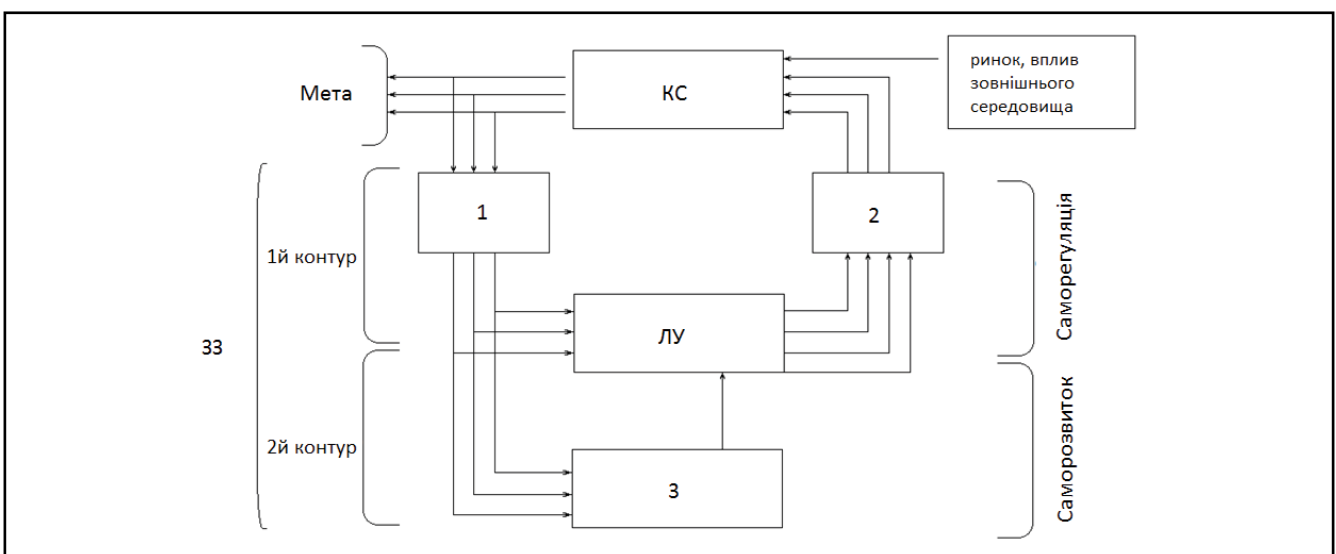 Мета
КС
ринок, вплив
зовнішнього
середовища
1
2
1й контур
Саморегуляція
ЛУ
ЗЗ
2й контур
Саморозвиток
3